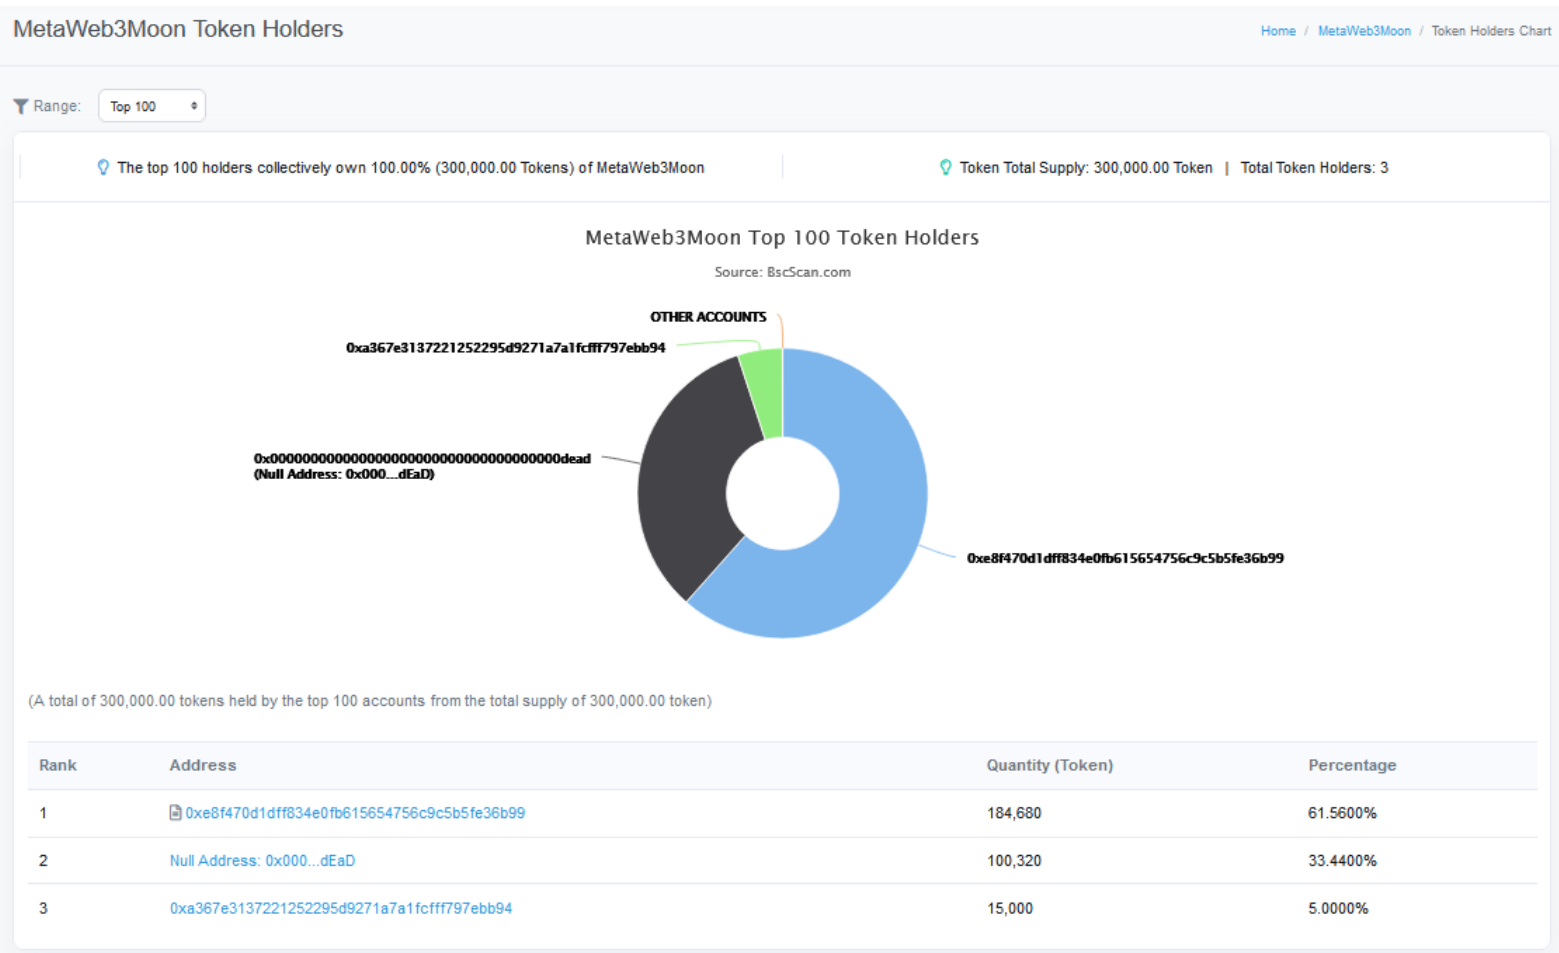 MetaWeb3Moon Token Holders
Home / MetaWeb3Moon / Token Holders Chart
Range: Top 100
The top 100 holders collectively own 100.00% (300,000.00 Tokens) of MetaWeb3Moon
Token Total Supply: 300,000.00 Token | Total Token Holders: 3
MetaWeb3Moon Top 100 Token Holders
Source: BscScan.com
OTHER ACCOUNTS
0xa367e3137221252295d9271a7a1fcfff797ebb94
0x000000000000000000000000000000000000dead
(Null Address: 0x000...dEaD)
0xe8f470d1dff834e0fb615654756c9c5b5fe36b99
(A total of 300,000.00 tokens held by the top 100 accounts from the total supply of 300,000.00 token)
Rank Address Quantity (Token) Percentage
1 0xe8f470d1dff834e0fb615654756c9c5b5fe36b99 184,680 61.5600%
2 Null Address: 0x000...dEaD 100,320 33.4400%
3 0xa367e3137221252295d9271a7a1fcfff797ebb94 15,000 5.0000%